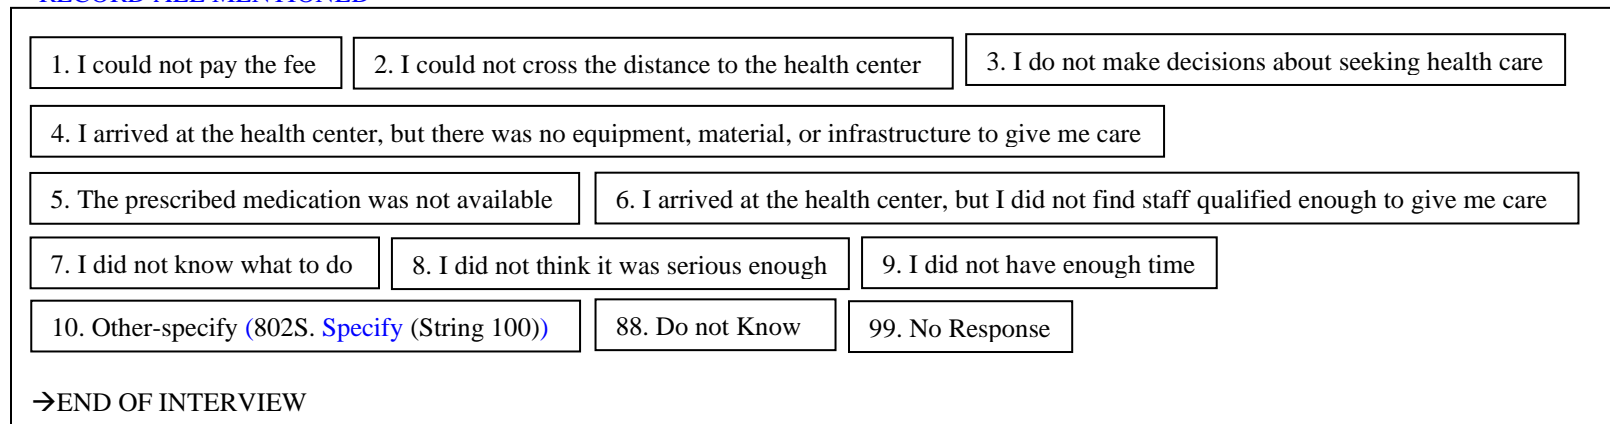 RECORD ALL MENTIONED
1. I could not pay the fee 2. I could not cross the distance to the health center 3. I do not make decisions about seeking health care
4. I arrived at the health center, but there was no equipment, material, or infrastructure to give me care
5. The prescribed medication was not available 6. I arrived at the health center, but I did not find staff qualified enough to give me care
7. I did not know what to do 8. I did not think it was serious enough 9. I did not have enough time
10. Other-specify (802S. Specify (String 100)) 88. Do not Know 99. No Response
→END OF INTERVIEW